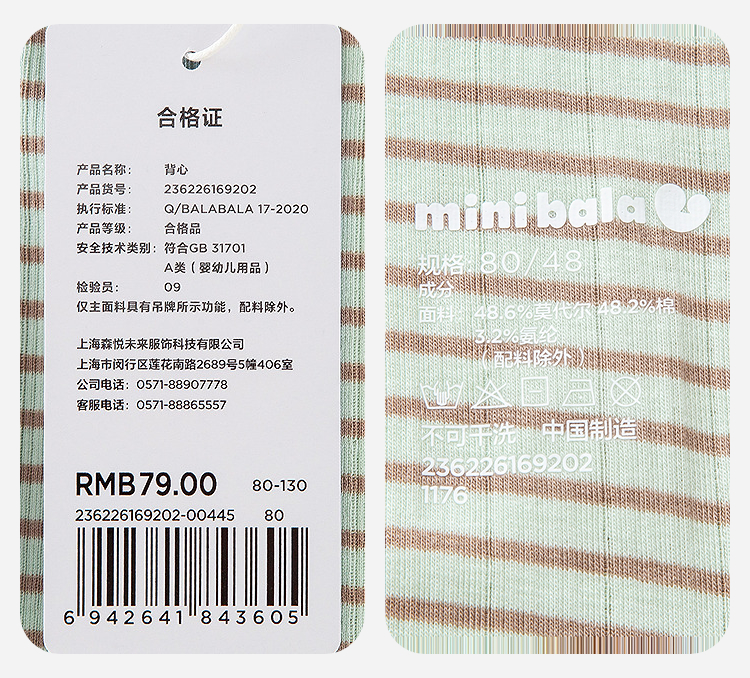 合格证
产品名称： 背心
产品货号： 236226169202
执行标准： Q/BALABALA 17-2020
产品等级： 合格品
安全技术类别： 符合GB 31701
A类（婴幼儿用品）
检验员： 09
仅主面料具有吊牌所示功能，配料除外。
上海森悦未来服饰科技有限公司
上海市闵行区莲花南路2689号5幢406室
公司电话： 0571-88907778
客服电话： 0571-88865557
RMB79.00 80-130
236226169202-00445 80
6 942641 843605
mini bala
规格 80/48
成分
面料 48.6%莫代尔 48.2%棉
3.2%氨纶
（配料除外）
不可干洗 中国制造
236226169202
1176